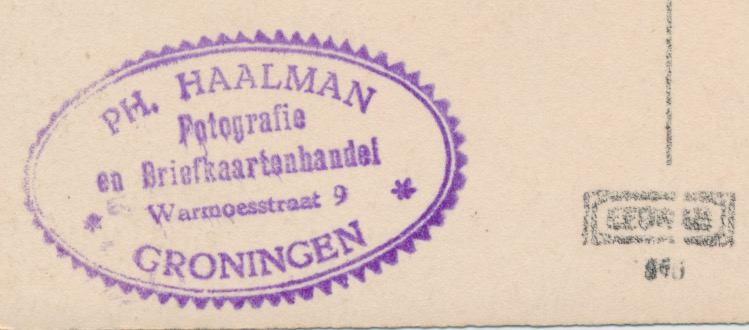 PH. HAALMAN
Fotografie
en Briefkaartenhandel
Warmoesstraat 9
GRONINGEN